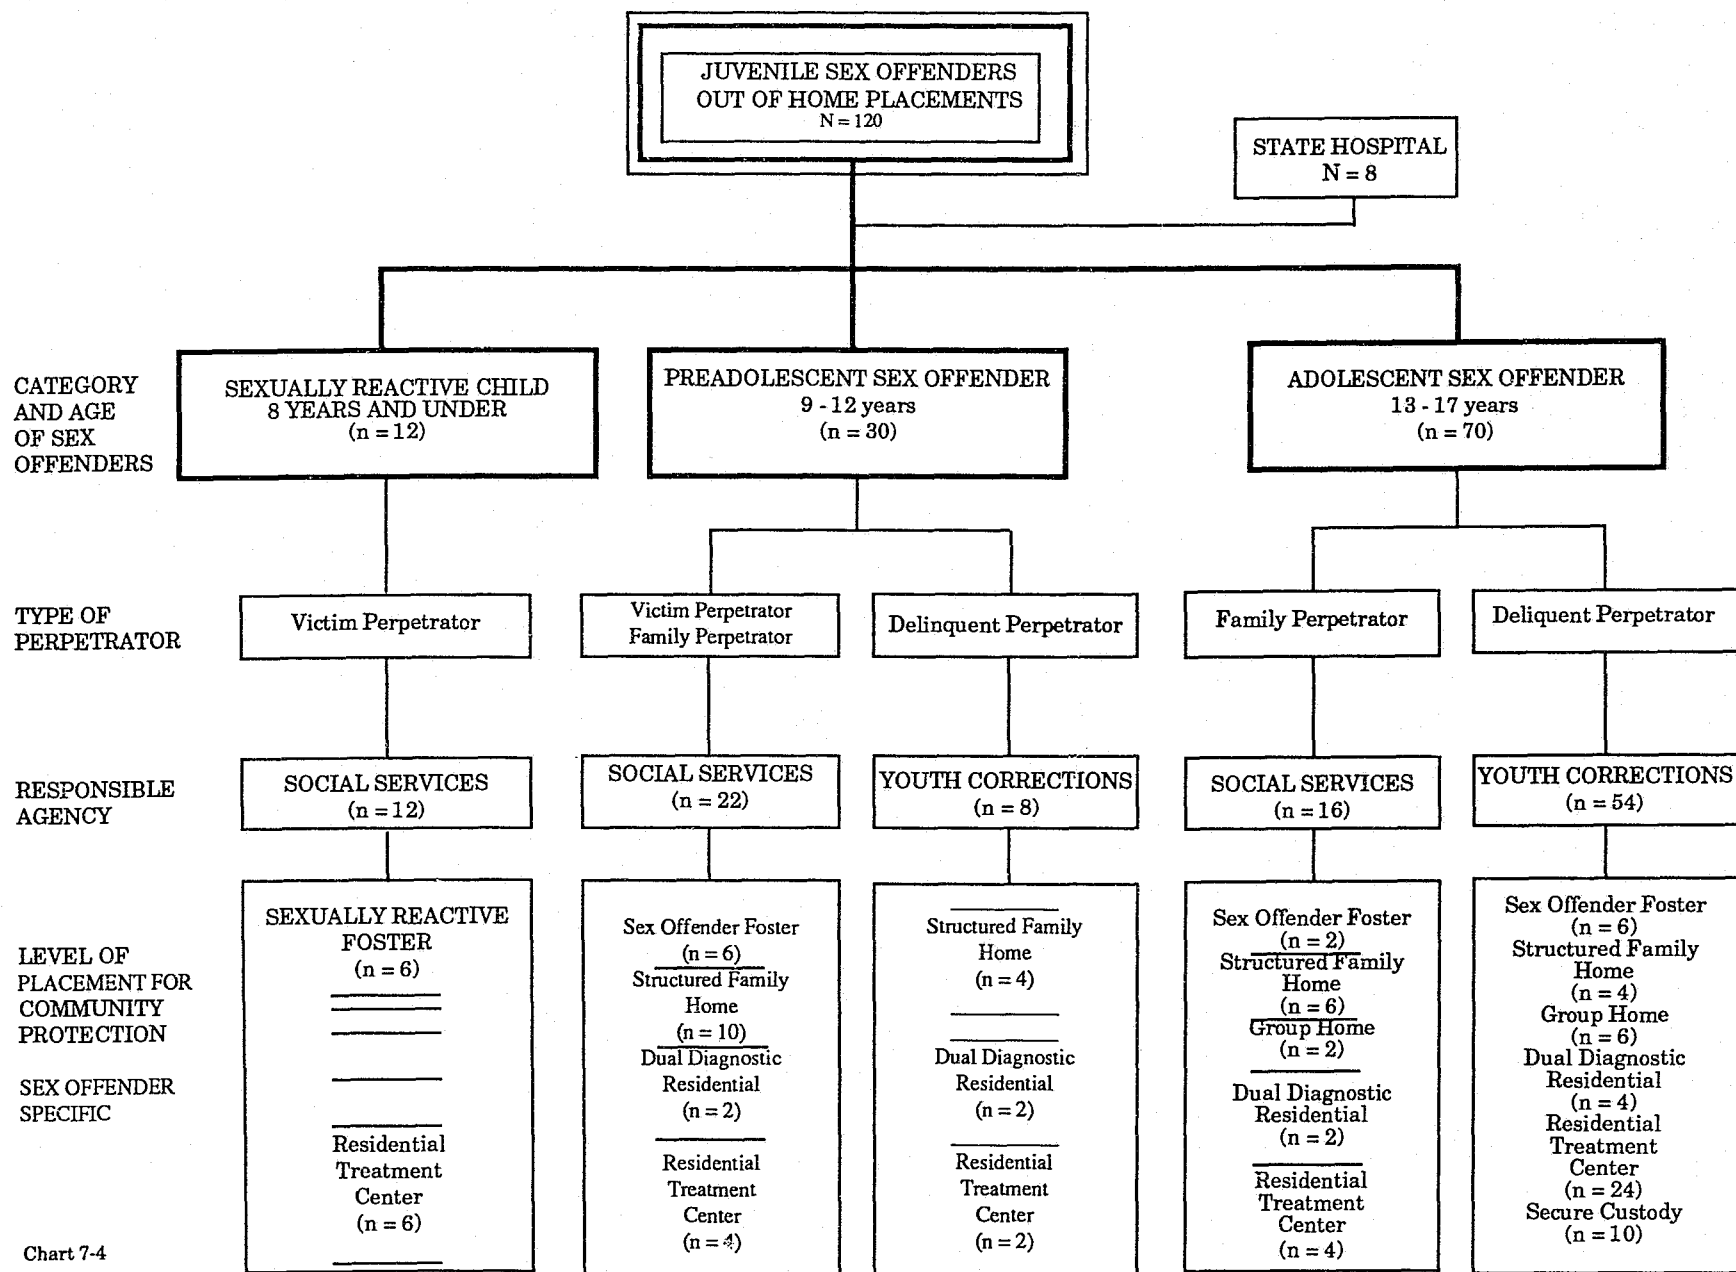 JUVENILE SEX OFFENDERS
OUT OF HOME PLACEMENTS
N = 120
STATE HOSPITAL
N = 8
CATEGORY
AND AGE
OF SEX
OFFENDERS
SEXUALLY REACTIVE CHILD
8 YEARS AND UNDER
(n = 12)
PREADOLESCENT SEX OFFENDER
9 - 12 years
(n = 30)
ADOLESCENT SEX OFFENDER
13 - 17 years
(n = 70)
TYPE OF
PERPETRATOR
Victim Perpetrator
Victim Perpetrator
Family Perpetrator
Delinquent Perpetrator
Family Perpetrator
Deliquent Perpetrator
RESPONSIBLE
AGENCY
SOCIAL SERVICES
(n = 12)
SOCIAL SERVICES
(n = 22)
YOUTH CORRECTIONS
(n = 8)
SOCIAL SERVICES
(n = 16)
YOUTH CORRECTIONS
(n = 54)
LEVEL OF
PLACEMENT FOR
COMMUNITY
PROTECTION
SEX OFFENDER
SPECIFIC
SEXUALLY REACTIVE
FOSTER
(n = 6)
Residential
Treatment
Center
(n = 6)
Sex Offender Foster
(n = 6)
Structured Family
Home
(n = 10)
Dual Diagnostic
Residential
(n = 2)
Residential
Treatment
Center
(n = 4)
Structured Family
Home
(n = 4)
Dual Diagnostic
Residential
(n = 2)
Residential
Treatment
Center
(n = 2)
Sex Offender Foster
(n = 2)
Structured Family
Home
(n = 6)
Group Home
(n = 2)
Dual Diagnostic
Residential
(n = 2)
Residential
Treatment
Center
(n = 4)
Sex Offender Foster
(n = 6)
Structured Family
Home
(n = 4)
Group Home
(n = 6)
Dual Diagnostic
Residential
(n = 4)
Residential
Treatment
Center
(n = 24)
Secure Custody
(n = 10)
Chart 7-4